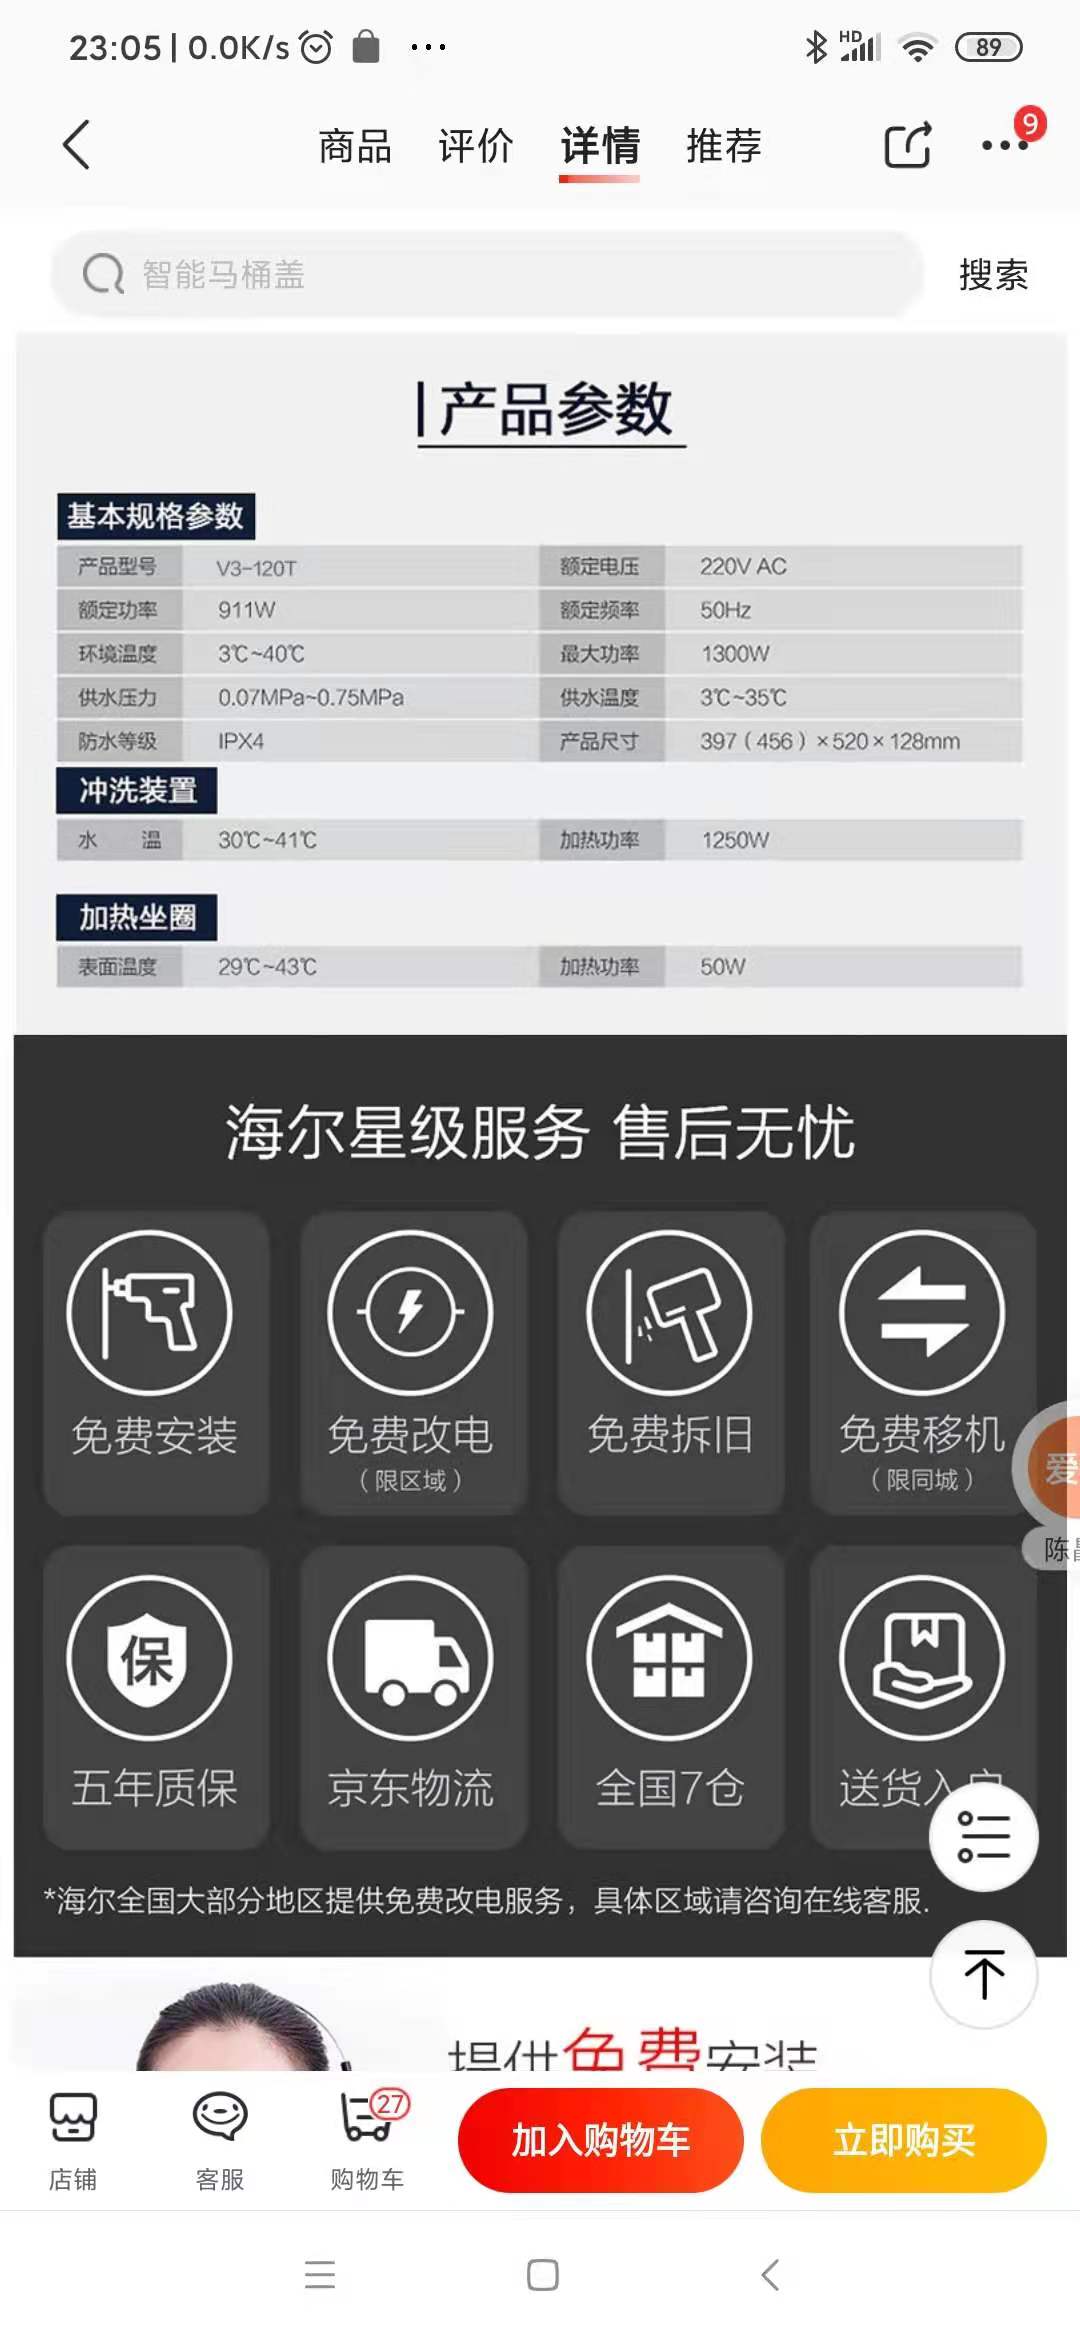 23:05 | 0.0K/s ...
HD 89
商品 评价 详情 推荐 9
智能马桶盖 搜索
产品参数
基本规格参数
产品型号 V3-120T 额定电压 220V AC
额定功率 911W 额定频率 50Hz
环境温度 3℃~40℃ 最大功率 1300W
供水压力 0.07MPa~0.75MPa 供水温度 3℃~35℃
防水等级 IPX4 产品尺寸 397（456）×520×128mm
冲洗装置
水 温 30℃~41℃ 加热功率 1250W
加热坐圈
表面温度 29℃~43℃ 加热功率 50W
海尔星级服务 售后无忧
免费安装 免费改电 免费拆旧 免费移机
（限区域） （限同城）
爱
陈
保
五年质保 京东物流 全国7仓 送货入户
*海尔全国大部分地区提供免费改电服务，具体区域请咨询在线客服.
提供免费安装
27
店铺 客服 购物车 加入购物车 立即购买